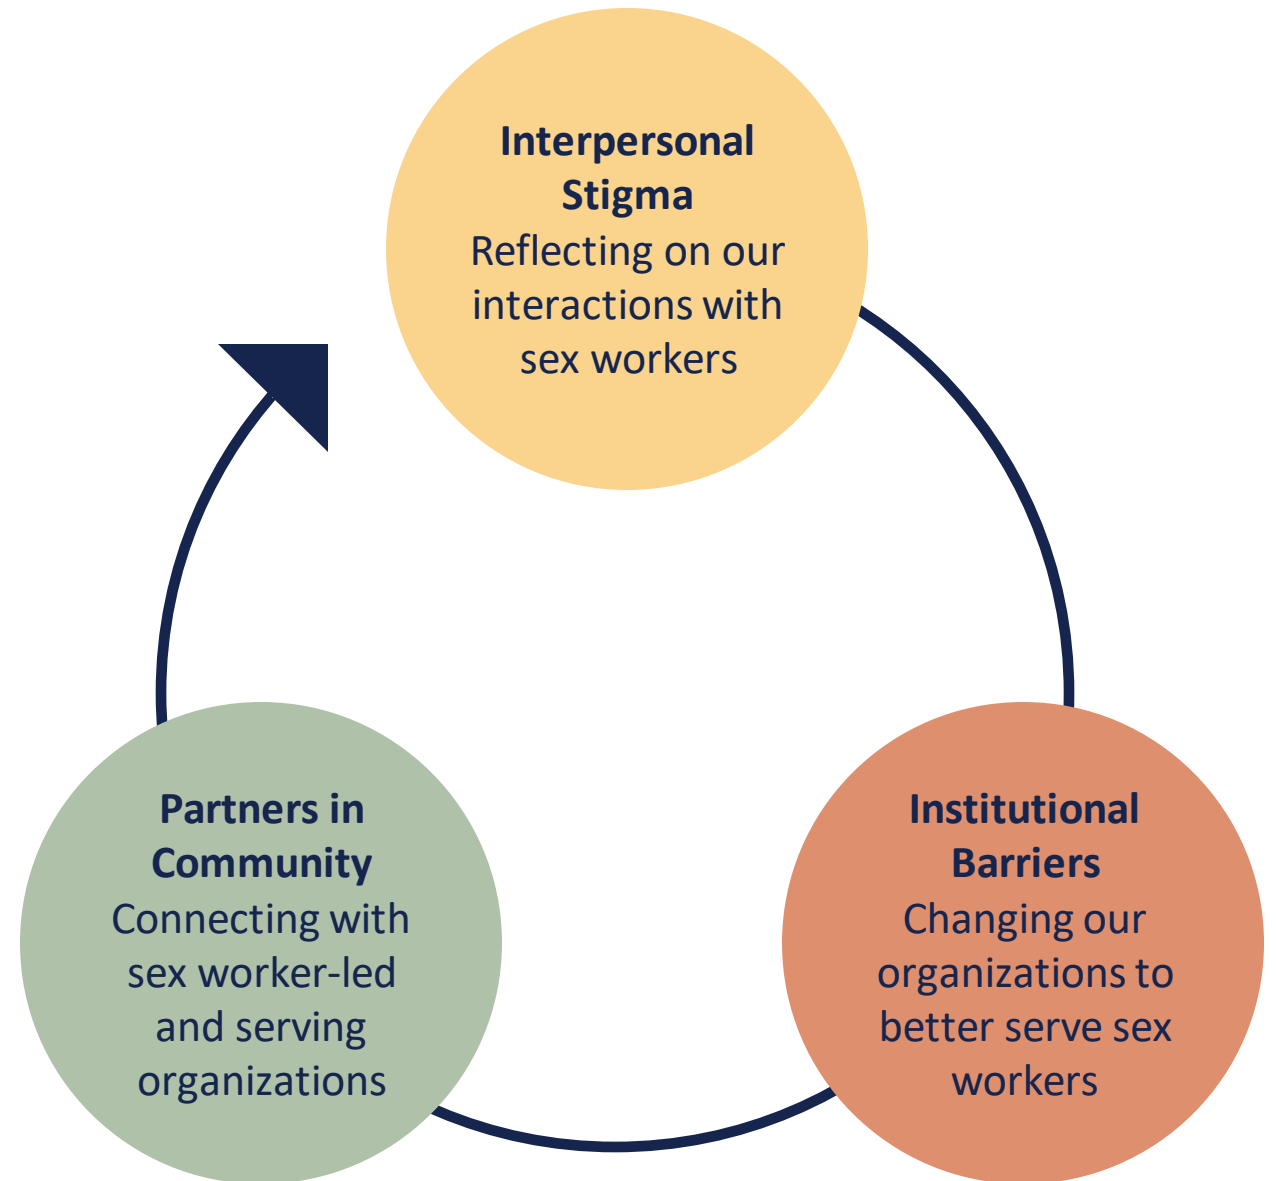 Interpersonal
Stigma
Reflecting on our
interactions with
sex workers
Partners in
Community
Connecting with
sex worker-led
and serving
organizations
Institutional
Barriers
Changing our
organizations to
better serve sex
workers